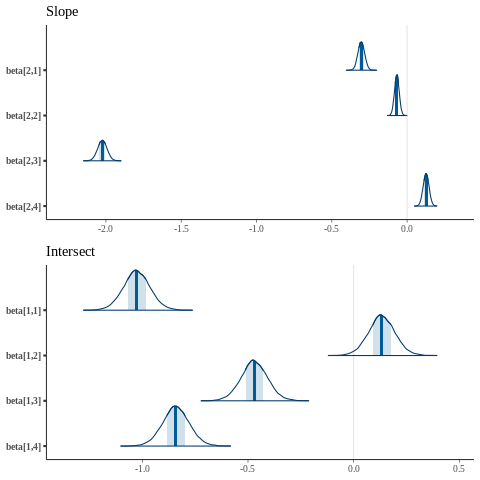 Slope
beta[2,1]
beta[2,2]
beta[2,3]
beta[2,4]
-2.0 -1.5 -1.0 -0.5 0.0
Intersect
beta[1,1]
beta[1,2]
beta[1,3]
beta[1,4]
-1.0 -0.5 0.0 0.5